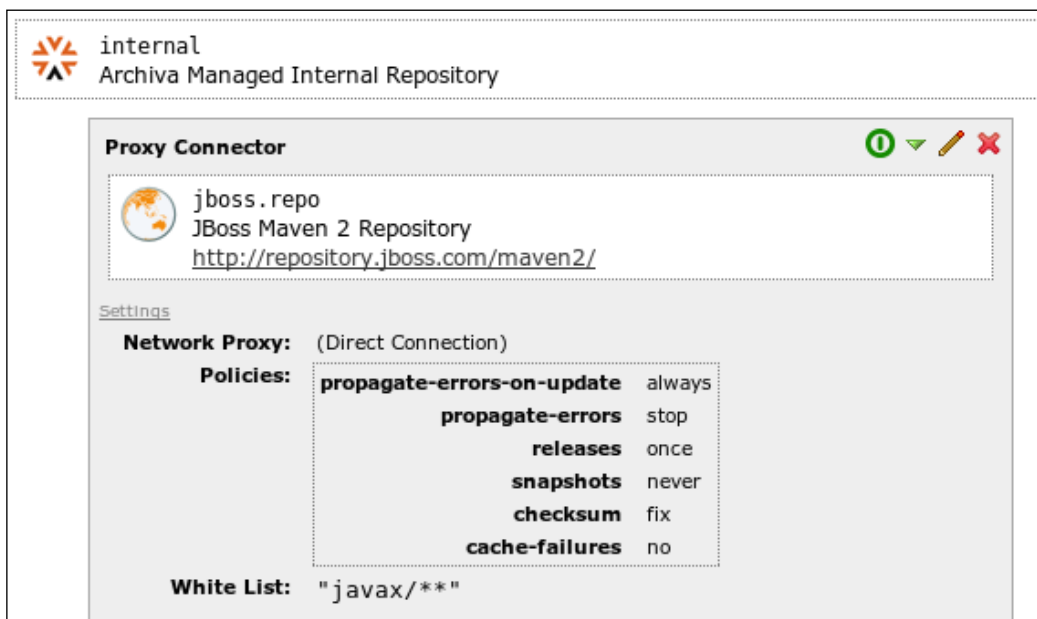 internal
Archiva Managed Internal Repository
Proxy Connector
jboss.repo
JBoss Maven 2 Repository
http://repository.jboss.com/maven2/
Settings
Network Proxy: (Direct Connection)
Policies:
propagate-errors-on-update always
propagate-errors stop
releases once
snapshots never
checksum fix
cache-failures no
White List: "javax/**"